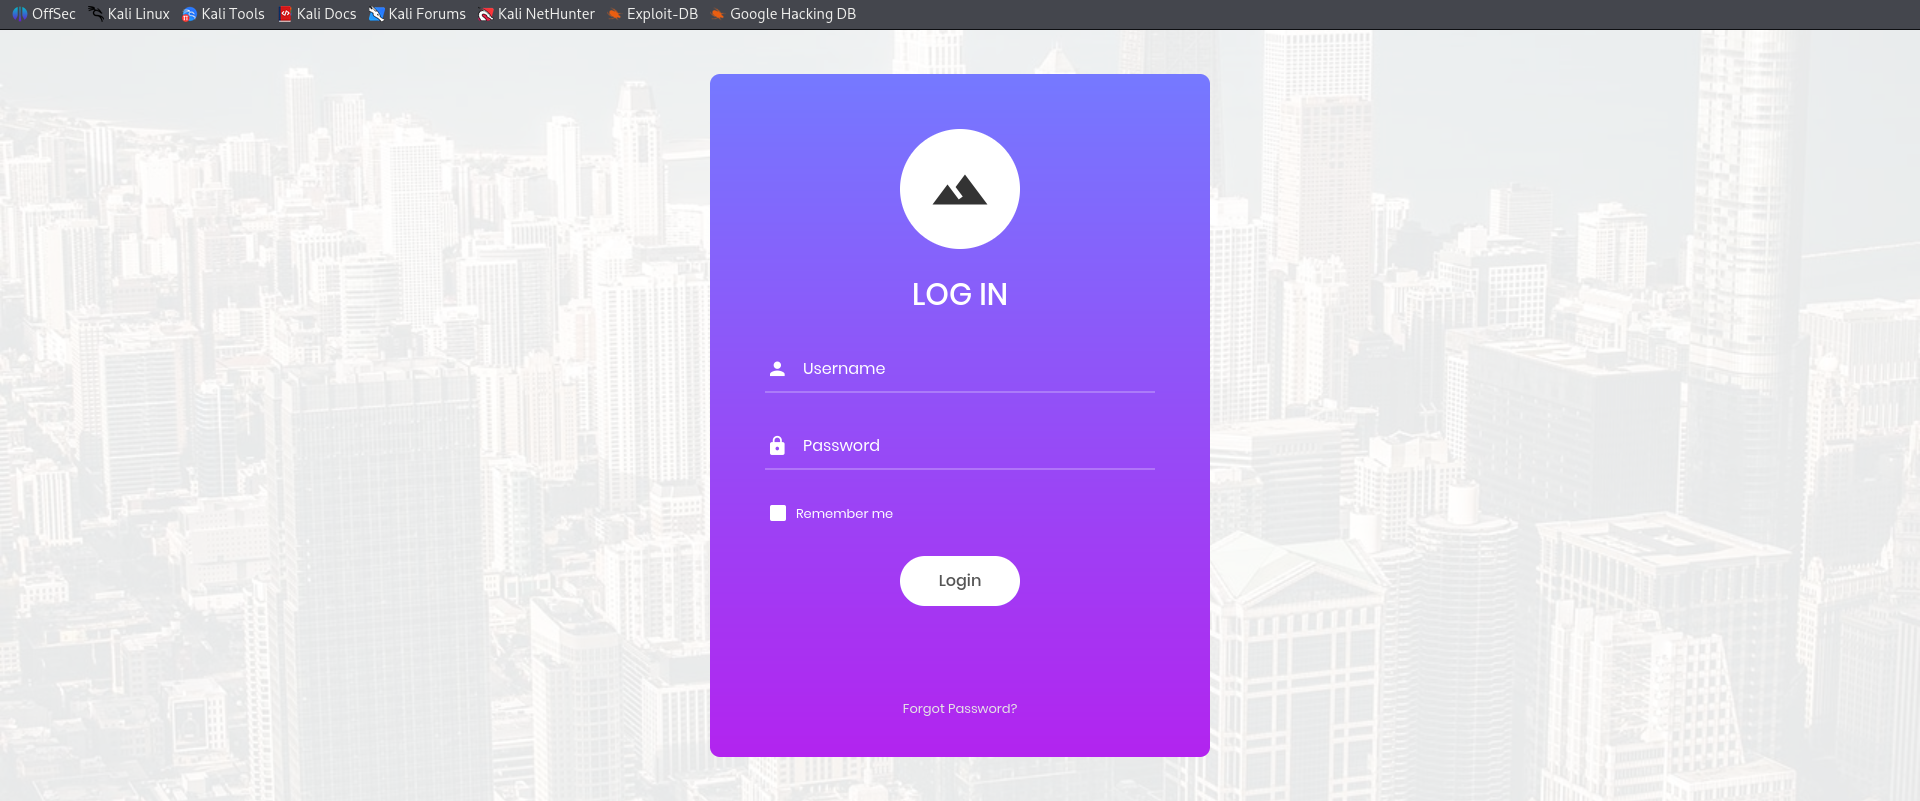 OffSec Kali Linux Kali Tools Kali Docs Kali Forums Kali NetHunter Exploit-DB Google Hacking DB
LOG IN
Username
Password
Remember me
Login
Forgot Password?